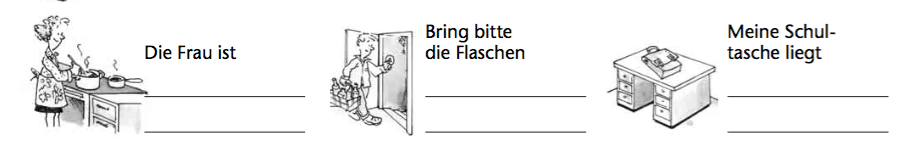 Die Frau ist
Bring bitte
die Flaschen
Meine Schul-
tasche liegt